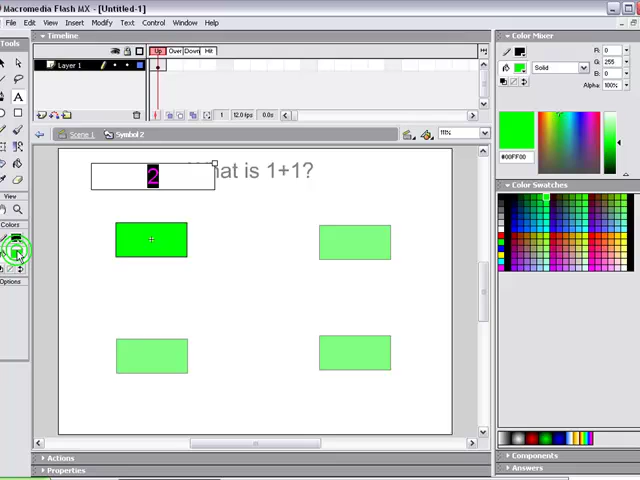 Macromedia Flash MX - [Untitled-1]
File Edit View Insert Modify Text Control Window Help
Tools
Timeline
Up Over Down Hit
Layer 1
1 12.0 fps 0.0s
Scene 1 Symbol 2 111%
What is 1+1?
2
View
Colors
Options
Color Mixer
R: 0
Solid G: 255
B: 0
Alpha: 100%
#00FF00
Color Swatches
Actions
Properties
Components
Answers